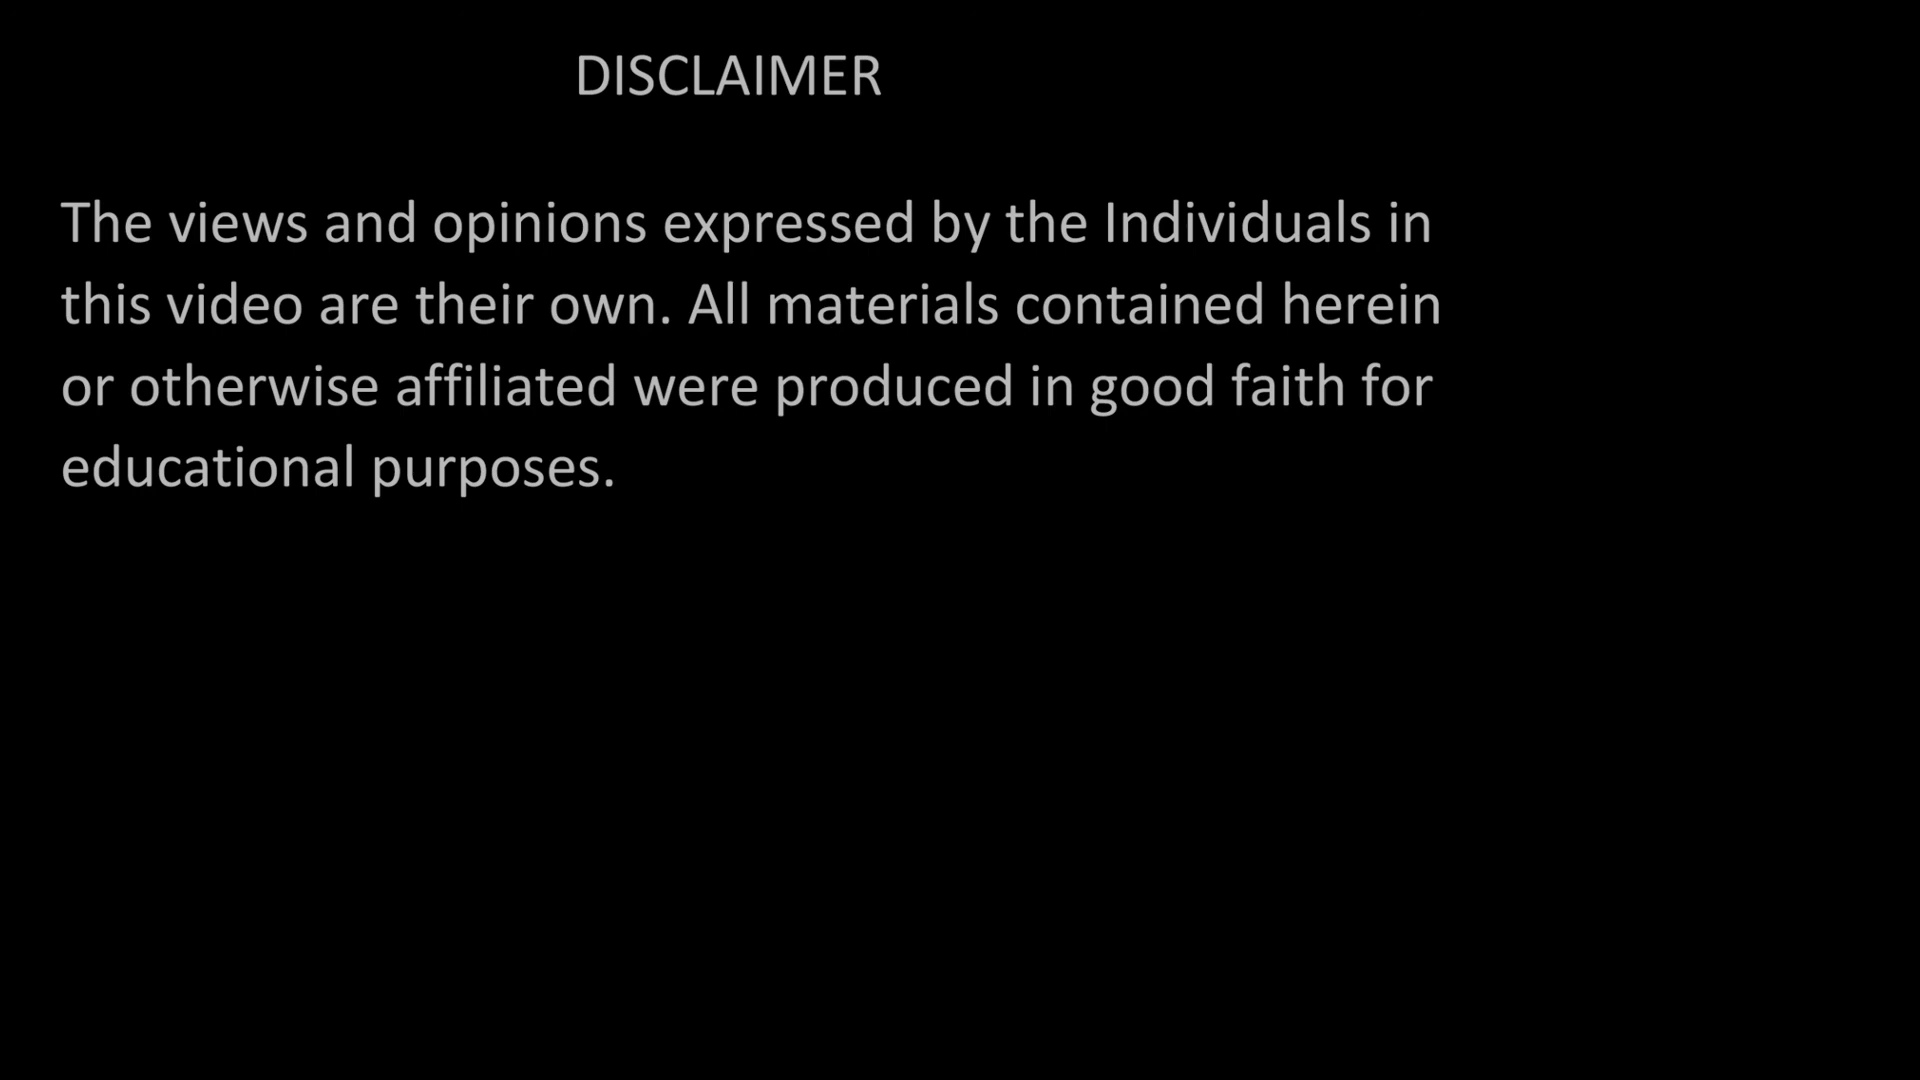 DISCLAIMER
The views and opinions expressed by the Individuals in
this video are their own. All materials contained herein
or otherwise affiliated were produced in good faith for
educational purposes.